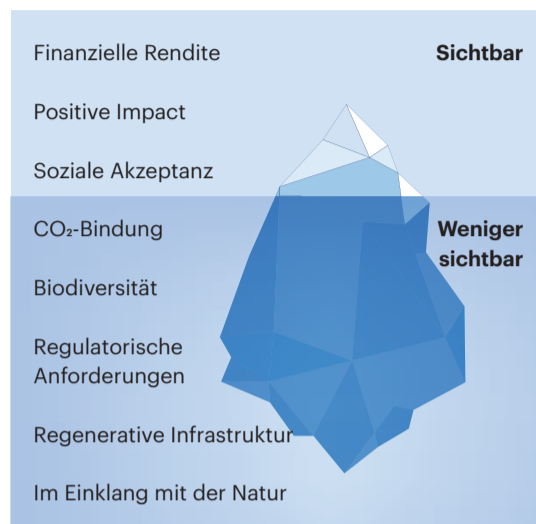 Finanzielle Rendite
Sichtbar
Positive Impact
Soziale Akzeptanz
CO₂-Bindung
Weniger
sichtbar
Biodiversität
Regulatorische
Anforderungen
Regenerative Infrastruktur
Im Einklang mit der Natur